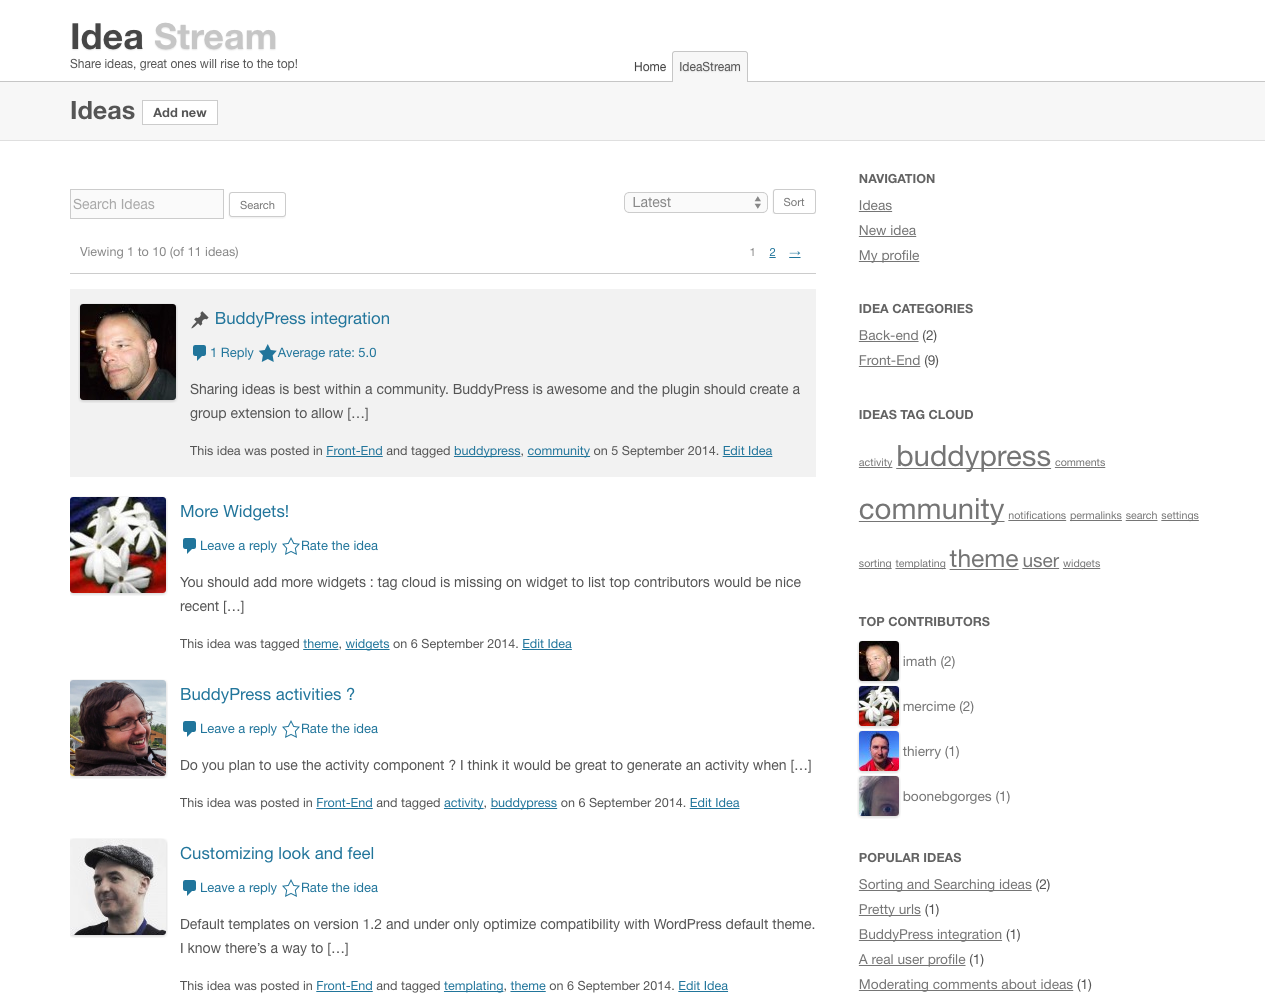 Idea Stream
Share ideas, great ones will rise to the top!
Home IdeaStream
Ideas Add new
Search Ideas Search
Latest Sort
Viewing 1 to 10 (of 11 ideas)
1 2 →
BuddyPress integration
1 Reply Average rate: 5.0
Sharing ideas is best within a community. BuddyPress is awesome and the plugin should create a
group extension to allow […]
This idea was posted in Front-End and tagged buddypress, community on 5 September 2014. Edit Idea
More Widgets!
Leave a reply Rate the idea
You should add more widgets : tag cloud is missing on widget to list top contributors would be nice
recent […]
This idea was tagged theme, widgets on 6 September 2014. Edit Idea
BuddyPress activities ?
Leave a reply Rate the idea
Do you plan to use the activity component ? I think it would be great to generate an activity when […]
This idea was posted in Front-End and tagged activity, buddypress on 6 September 2014. Edit Idea
Customizing look and feel
Leave a reply Rate the idea
Default templates on version 1.2 and under only optimize compatibility with WordPress default theme.
I know there’s a way to […]
This idea was posted in Front-End and tagged templating, theme on 6 September 2014. Edit Idea
NAVIGATION
Ideas
New idea
My profile
IDEA CATEGORIES
Back-end (2)
Front-End (9)
IDEAS TAG CLOUD
activity buddypress comments
community notifications permalinks search settings
sorting templating theme user widgets
TOP CONTRIBUTORS
imath (2)
mercime (2)
thierry (1)
boonebgorges (1)
POPULAR IDEAS
Sorting and Searching ideas (2)
Pretty urls (1)
BuddyPress integration (1)
A real user profile (1)
Moderating comments about ideas (1)